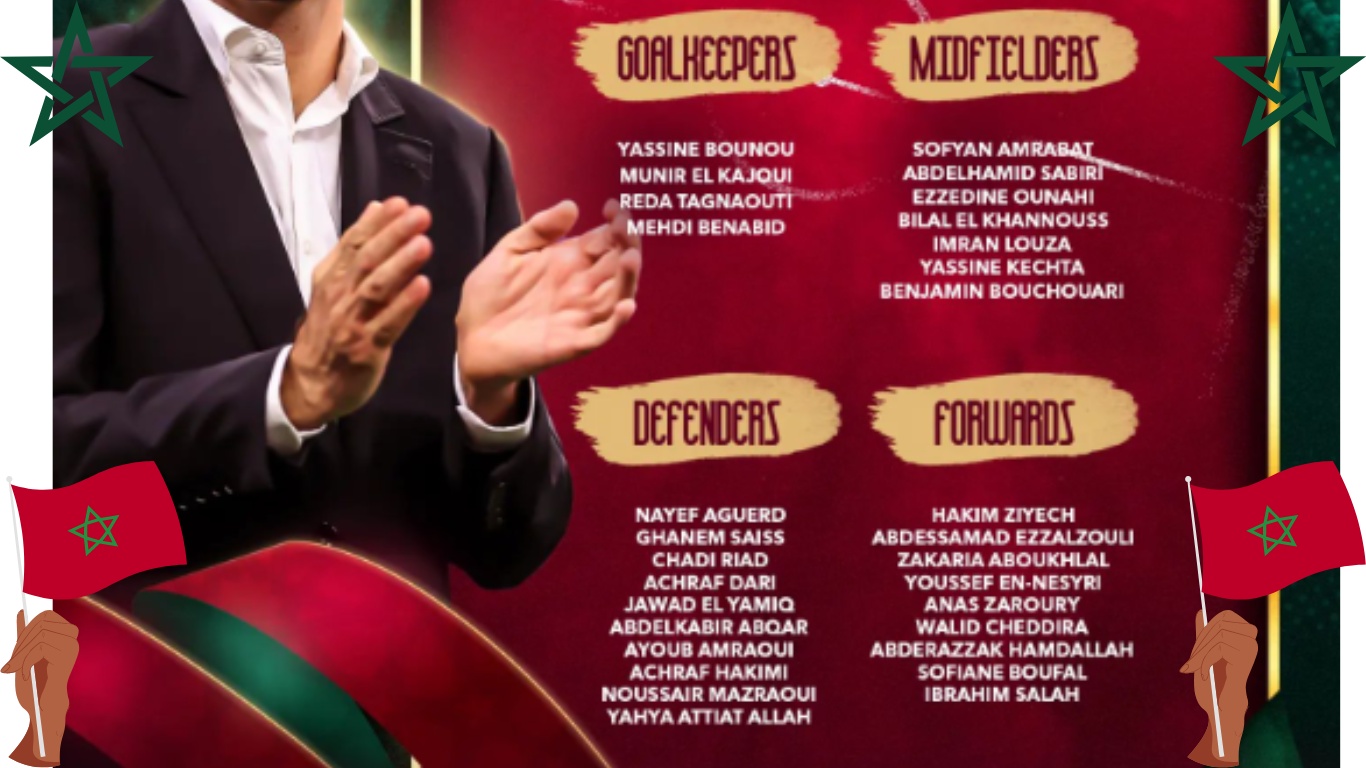 GOALKEEPERS
YASSINE BOUNOU
MUNIR EL KAJOUI
REDA TAGNAOUTI
MEHDI BENABID
MIDFIELDERS
SOFYAN AMRABAT
ABDELHAMID SABIRI
EZZEDINE OUNAHI
BILAL EL KHANNOUSS
IMRAN LOUZA
YASSINE KECHTA
BENJAMIN BOUCHOUARI
DEFENDERS
NAYEF AGUERD
GHANEM SAISS
CHADI RIAD
ACHRAF DARI
JAWAD EL YAMIQ
ABDELKABIR ABQAR
AYOUB AMRAOUI
ACHRAF HAKIMI
NOUSSAIR MAZRAOUI
YAHYA ATTIAT ALLAH
FORWARDS
HAKIM ZIYECH
ABDESSAMAD EZZALZOULI
ZAKARIA ABOUKHLAL
YOUSSEF EN-NESYRI
ANAS ZAROURY
WALID CHEDDIRA
ABDERAZZAK HAMDALLAH
SOFIANE BOUFAL
IBRAHIM SALAH